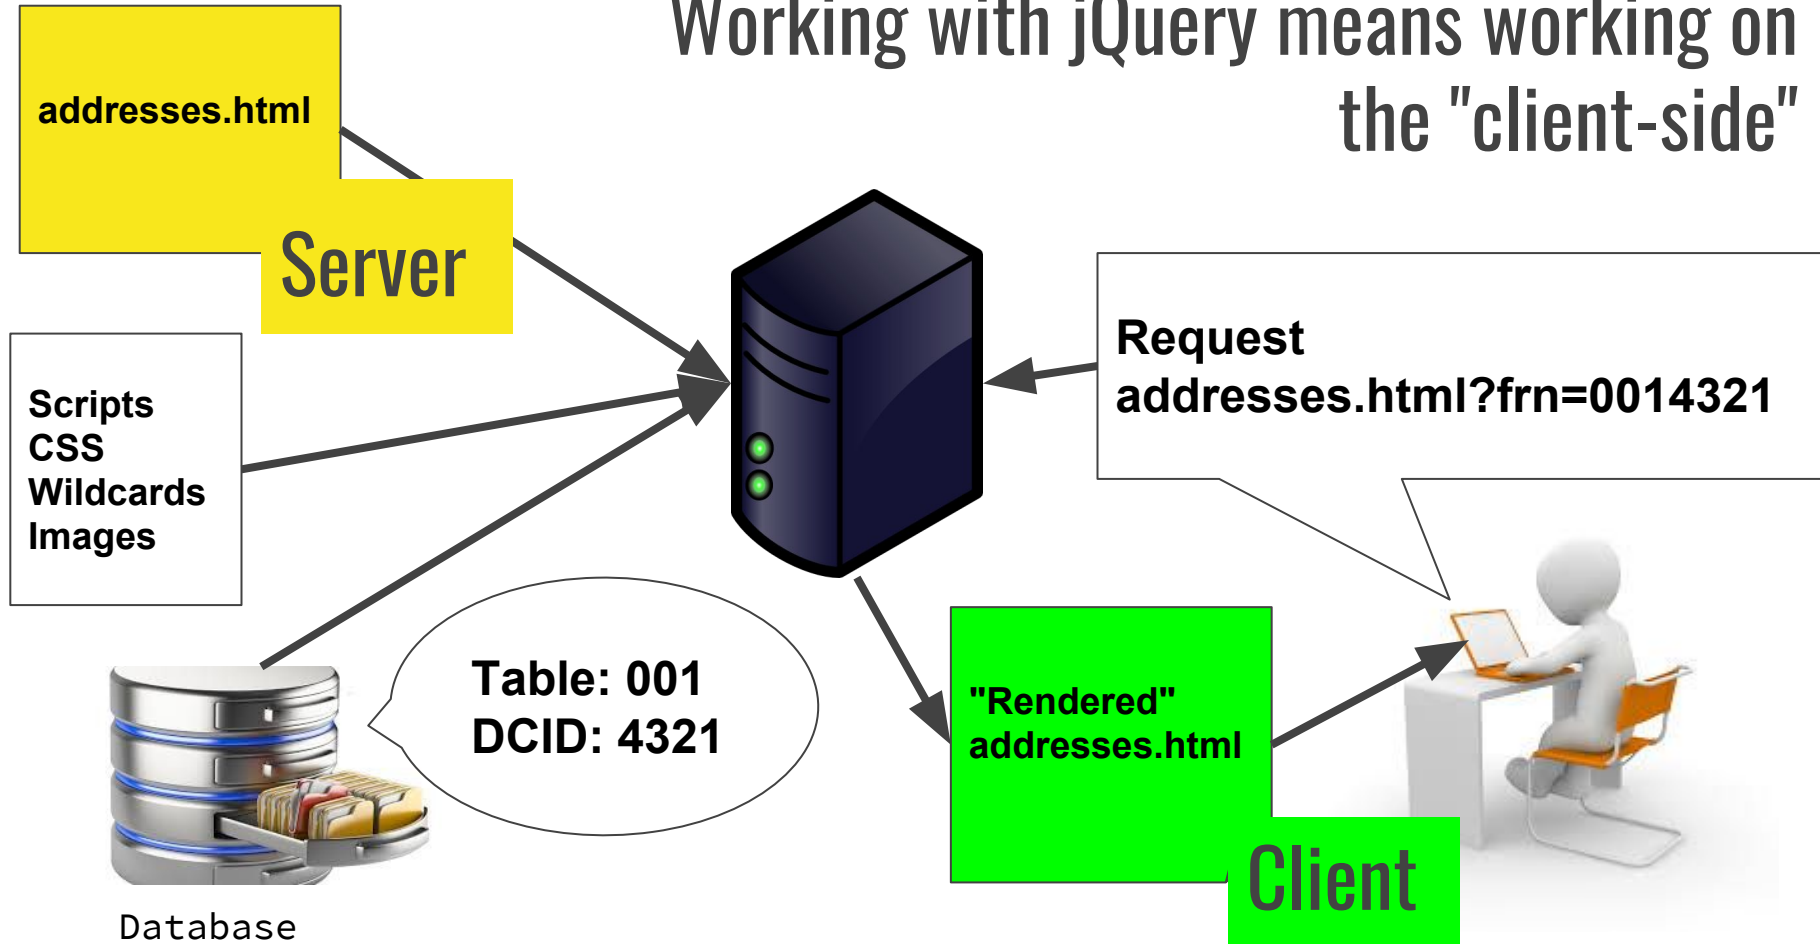 Working with jQuery means working on
the "client-side"
addresses.html
Server
Scripts
CSS
Wildcards
Images
Request
addresses.html?frn=0014321
Table: 001
DCID: 4321
"Rendered"
addresses.html
Client
Database